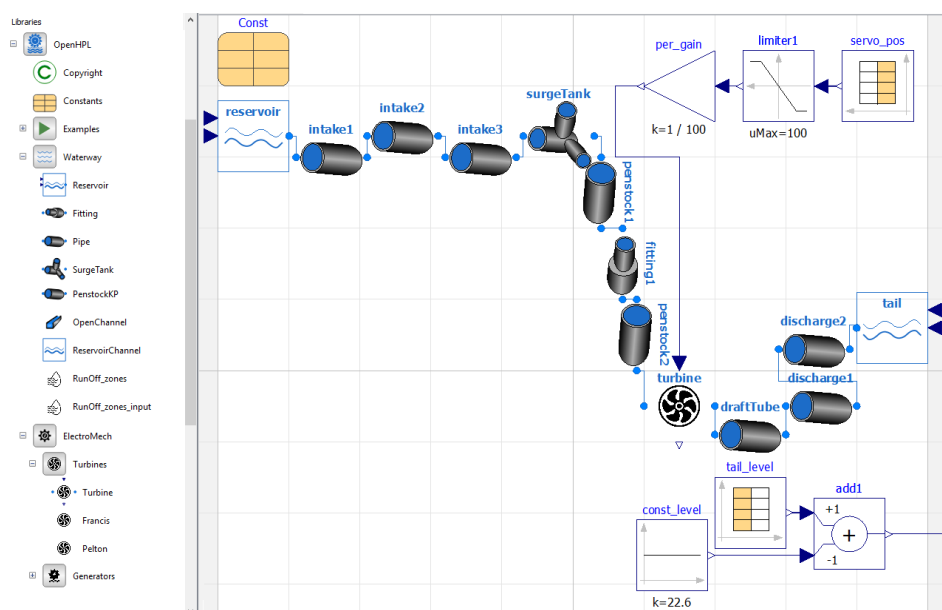 Libraries
OpenHPL
Copyright
Constants
Examples
Waterway
Reservoir
Fitting
Pipe
SurgeTank
PenstockKP
OpenChannel
ReservoirChannel
RunOff_zones
RunOff_zones_input
ElectroMech
Turbines
Turbine
Francis
Pelton
Generators
Const
reservoir
intake1
intake2
intake3
surgeTank
per_gain
k=1 / 100
limiter1
uMax=100
servo_pos
penstock1
fitting1
penstock2
turbine
draftTube
discharge1
discharge2
tail
tail_level
const_level
k=22.6
add1
+1
+
-1